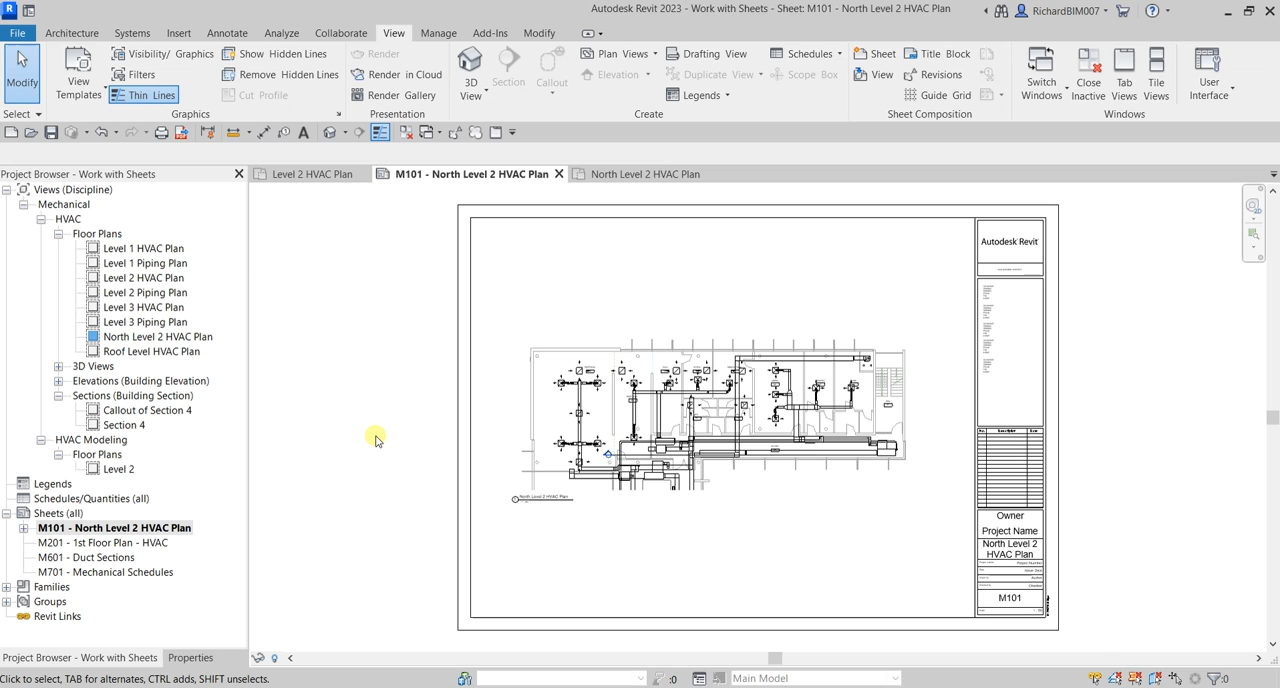 Autodesk Revit 2023 - Work with Sheets - Sheet: M101 - North Level 2 HVAC Plan
RichardBIM007
File Architecture Systems Insert Annotate Analyze Collaborate View Manage Add-Ins Modify
Modify
Select
View Templates
Visibility/ Graphics
Filters
Thin Lines
Show Hidden Lines
Remove Hidden Lines
Cut Profile
Graphics
Render
Render in Cloud
Render Gallery
Presentation
3D View
Section
Callout
Plan Views
Elevation
Drafting View
Duplicate View
Legends
Schedules
Scope Box
Create
Sheet
View
Title Block
Revisions
Guide Grid
Sheet Composition
Switch Windows
Close Inactive
Tab Views
Tile Views
Windows
User Interface
Project Browser - Work with Sheets
Level 2 HVAC Plan
M101 - North Level 2 HVAC Plan
North Level 2 HVAC Plan
Views (Discipline)
Mechanical
HVAC
Floor Plans
Level 1 HVAC Plan
Level 1 Piping Plan
Level 2 HVAC Plan
Level 2 Piping Plan
Level 3 HVAC Plan
Level 3 Piping Plan
North Level 2 HVAC Plan
Roof Level HVAC Plan
3D Views
Elevations (Building Elevation)
Sections (Building Section)
Callout of Section 4
Section 4
HVAC Modeling
Floor Plans
Level 2
Legends
Schedules/Quantities (all)
Sheets (all)
M101 - North Level 2 HVAC Plan
M201 - 1st Floor Plan - HVAC
M601 - Duct Sections
M701 - Mechanical Schedules
Families
Groups
Revit Links
Autodesk Revit
North Level 2 HVAC Plan
No. Description Date
Owner
Project Name
North Level 2
HVAC Plan
M101
2D
Project Browser - Work with Sheets
Properties
Click to select, TAB for alternates, CTRL adds, SHIFT unselects.
:0
Main Model
:0